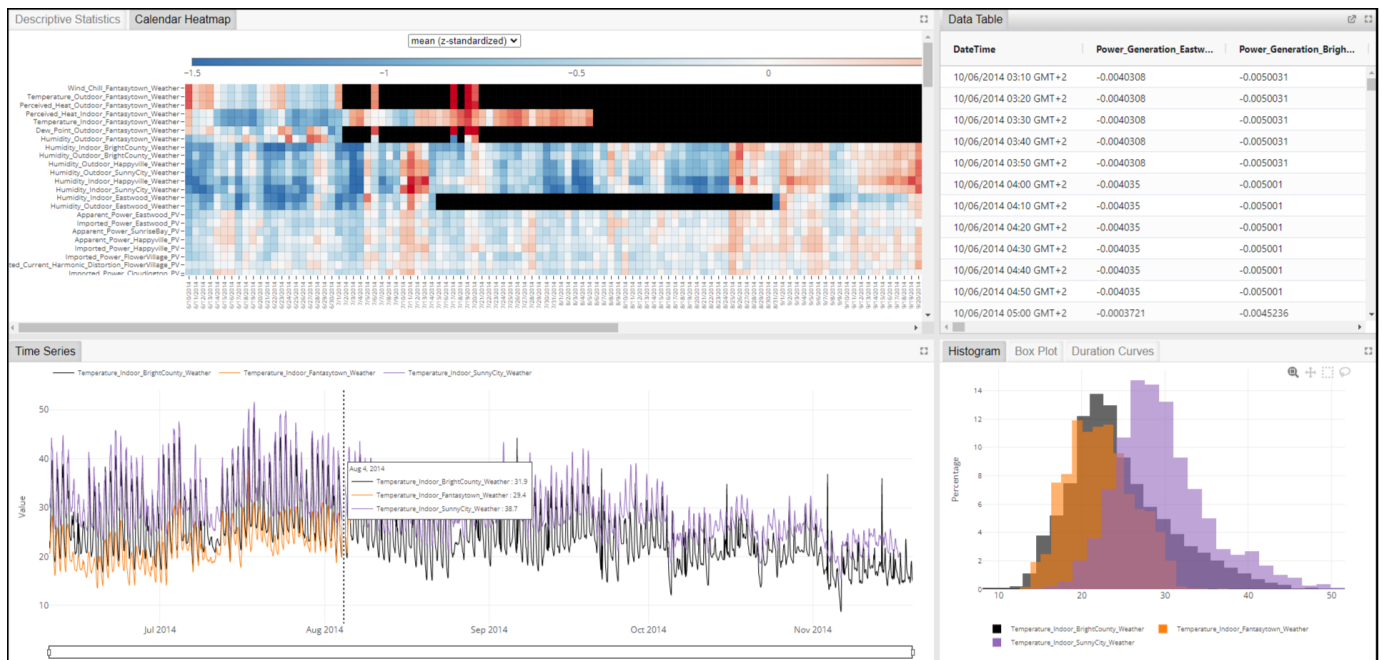 Descriptive Statistics Calendar Heatmap
mean (z-standardized)
−1.5 −1 −0.5 0
Wind_Chill_Fantasytown_Weather
Temperature_Outdoor_Fantasytown_Weather
Perceived_Heat_Outdoor_Fantasytown_Weather
Perceived_Heat_Indoor_Fantasytown_Weather
Temperature_Indoor_Fantasytown_Weather
Dew_Point_Outdoor_Fantasytown_Weather
Humidity_Outdoor_Fantasytown_Weather
Humidity_Indoor_BrightCounty_Weather
Humidity_Outdoor_BrightCounty_Weather
Humidity_Outdoor_Happyville_Weather
Humidity_Outdoor_SunnyCity_Weather
Humidity_Indoor_Happyville_Weather
Humidity_Indoor_SunnyCity_Weather
Humidity_Indoor_Eastwood_Weather
Humidity_Outdoor_Eastwood_Weather
Apparent_Power_Eastwood_PV
Imported_Power_Eastwood_PV
Apparent_Power_SunriseBay_PV
Apparent_Power_Happyville_PV
Imported_Power_Happyville_PV
Imported_Power_FlowerVillage_PV
ted_Current_Harmonic_Distortion_FlowerVillage_PV
Imported_Power_Cloudington_PV
Data Table
DateTime Power_Generation_Eastw... Power_Generation_Brigh...
10/06/2014 03:10 GMT+2 -0.0040308 -0.0050031
10/06/2014 03:20 GMT+2 -0.0040308 -0.0050031
10/06/2014 03:30 GMT+2 -0.0040308 -0.0050031
10/06/2014 03:40 GMT+2 -0.0040308 -0.0050031
10/06/2014 03:50 GMT+2 -0.0040308 -0.0050031
10/06/2014 04:00 GMT+2 -0.004035 -0.005001
10/06/2014 04:10 GMT+2 -0.004035 -0.005001
10/06/2014 04:20 GMT+2 -0.004035 -0.005001
10/06/2014 04:30 GMT+2 -0.004035 -0.005001
10/06/2014 04:40 GMT+2 -0.004035 -0.005001
10/06/2014 04:50 GMT+2 -0.004035 -0.005001
10/06/2014 05:00 GMT+2 -0.0003721 -0.0045236
Time Series
Temperature_Indoor_BrightCounty_Weather Temperature_Indoor_Fantasytown_Weather Temperature_Indoor_SunnyCity_Weather
Value
50
40
30
20
10
Aug 4, 2014
Temperature_Indoor_BrightCounty_Weather : 31.9
Temperature_Indoor_Fantasytown_Weather : 29.4
Temperature_Indoor_SunnyCity_Weather : 38.7
Jul 2014 Aug 2014 Sep 2014 Oct 2014 Nov 2014
Histogram Box Plot Duration Curves
Percentage
14
12
10
8
6
4
2
0
10 20 30 40 50
Temperature_Indoor_BrightCounty_Weather Temperature_Indoor_Fantasytown_Weather
Temperature_Indoor_SunnyCity_Weather